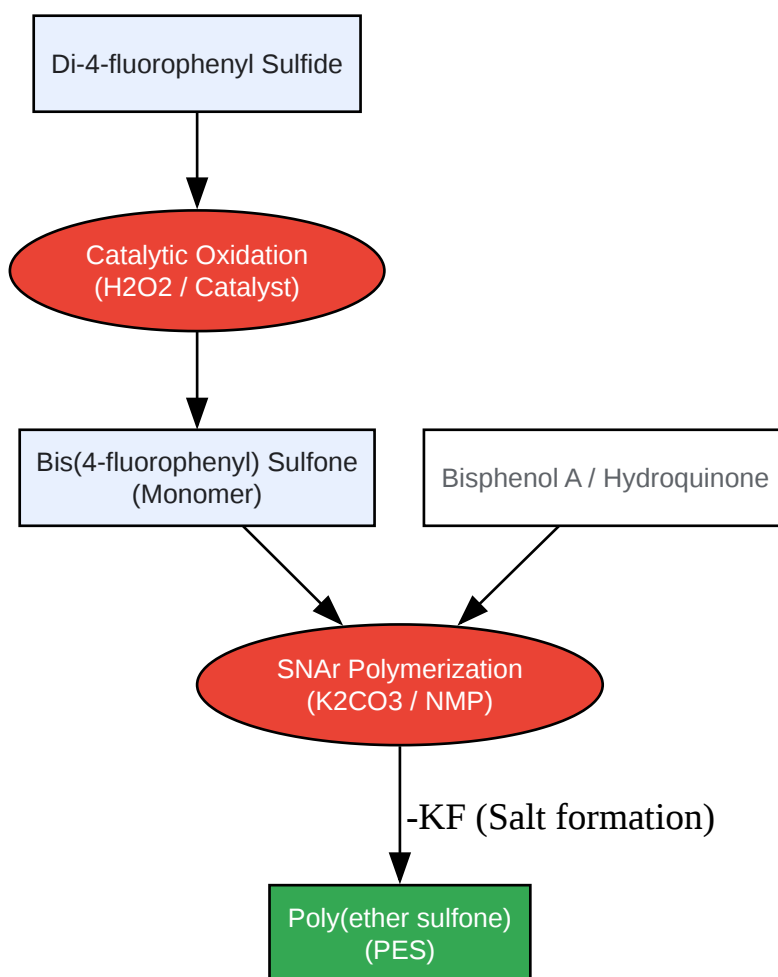 Di-4-fluorophenyl Sulfide
Catalytic Oxidation
(H2O2 / Catalyst)
Bis(4-fluorophenyl) Sulfone
(Monomer)
Bisphenol A / Hydroquinone
SNAr Polymerization
(K2CO3 / NMP)
-KF (Salt formation)
Poly(ether sulfone)
(PES)